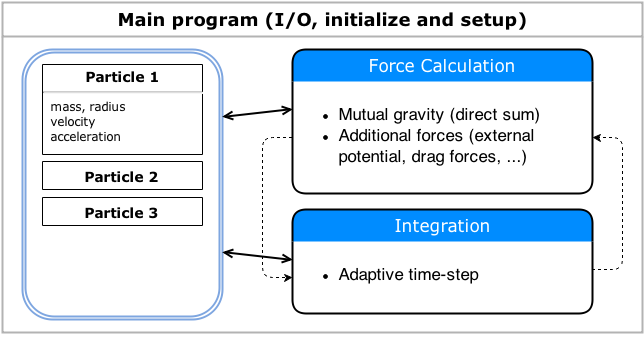 Main program (I/O, initialize and setup)
Particle 1
mass, radius
velocity
acceleration
Particle 2
Particle 3
Force Calculation
• Mutual gravity (direct sum)
• Additional forces (external
potential, drag forces, ...)
Integration
• Adaptive time-step